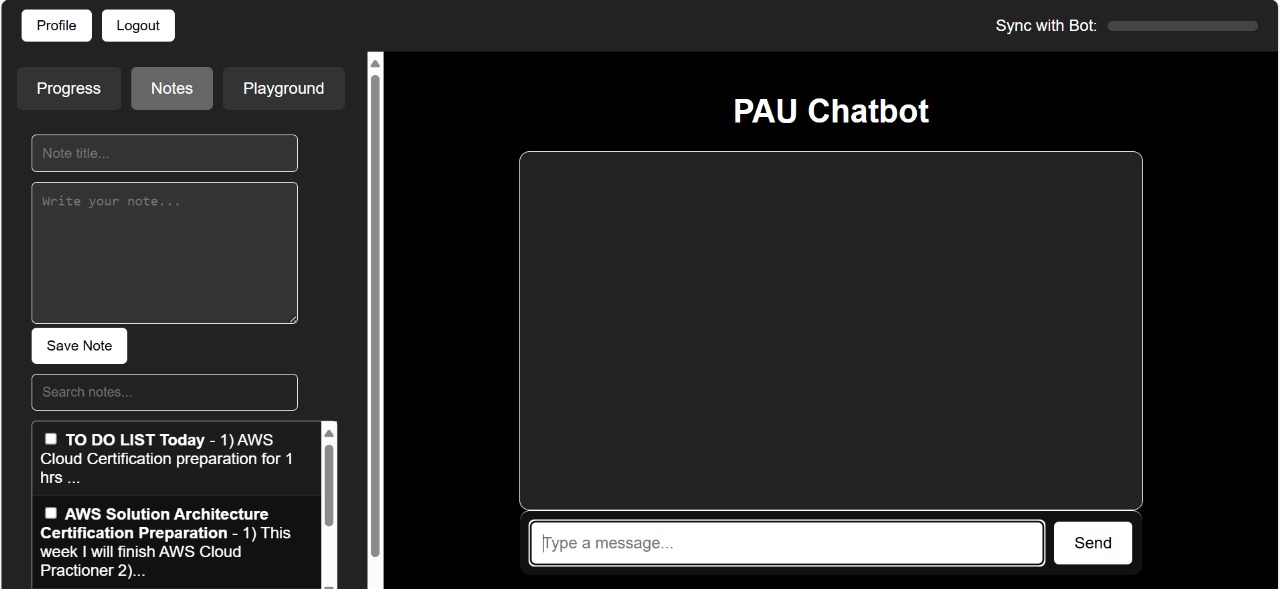 Profile
Logout
Sync with Bot:
Progress
Notes
Playground
Note title...
Write your note...
Save Note
Search notes...
TO DO LIST Today - 1) AWS
Cloud Certification preparation for 1
hrs ...
AWS Solution Architecture
Certification Preparation - 1) This
week I will finish AWS Cloud
Practioner 2)...
PAU Chatbot
Type a message...
Send